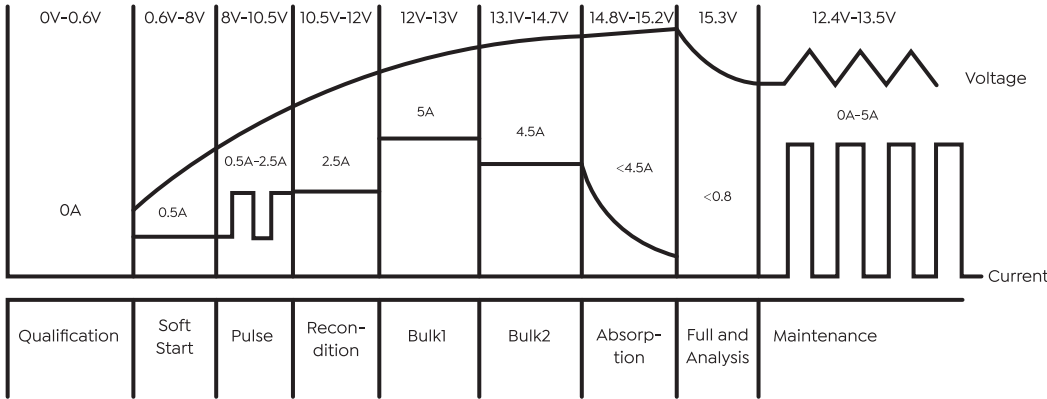 0V-0.6V
0.6V-8V
8V-10.5V
10.5V-12V
12V-13V
13.1V-14.7V
14.8V-15.2V
15.3V
12.4V-13.5V
Voltage
0A-5A
5A
4.5A
0.5A-2.5A
2.5A
<4.5A
<0.8
0A
0.5A
Current
Qualification
Soft
Start
Pulse
Recon-
dition
Bulk1
Bulk2
Absorp-
tion
Full and
Analysis
Maintenance